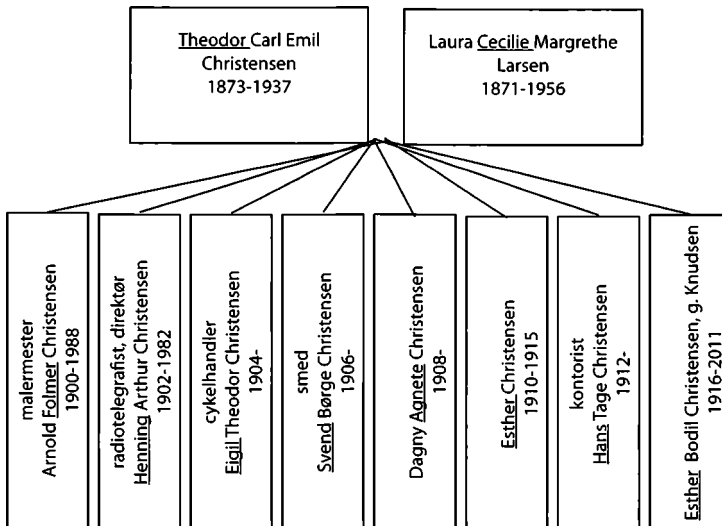 Theodor Carl Emil
Christensen
1873-1937
Laura Cecilie Margrethe
Larsen
1871-1956
malermester
Arnold Folmer Christensen
1900-1988
radiotelegrafist, direktør
Henning Arthur Christensen
1902-1982
cykelhandler
Eigil Theodor Christensen
1904-
smed
Svend Børge Christensen
1906-
Dagny Agnete Christensen
1908-
Esther Christensen
1910-1915
kontorist
Hans Tage Christensen
1912-
Esther Bodil Christensen, g. Knudsen
1916-2011